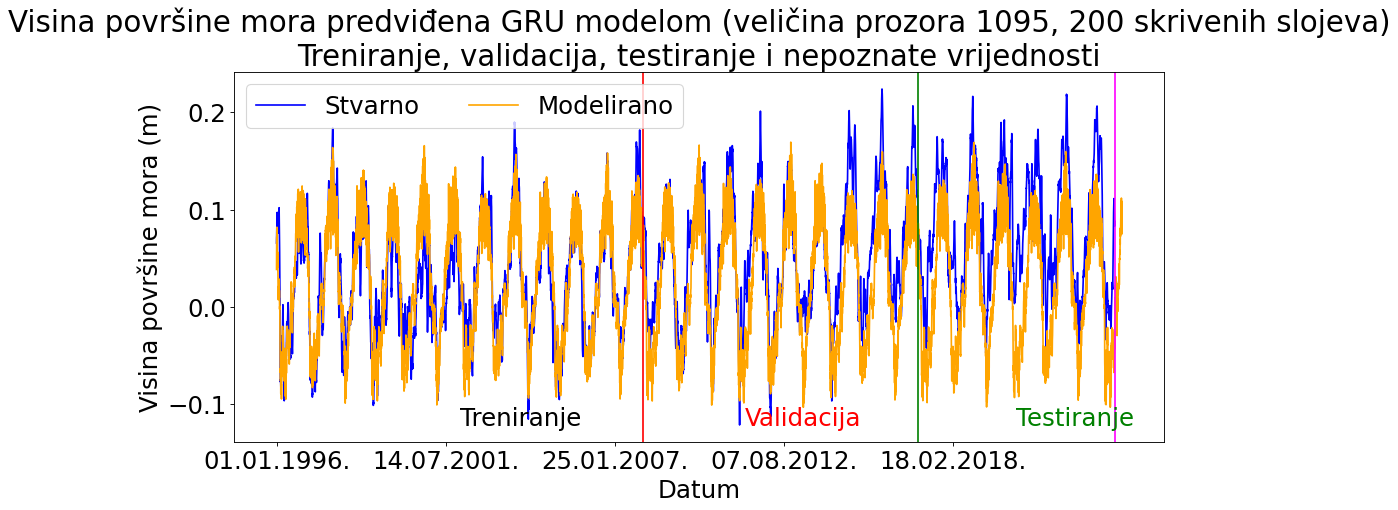 Visina površine mora predviđena GRU modelom (veličina prozora 1095, 200 skrivenih slojeva)
Treniranje, validacija, testiranje i nepoznate vrijednosti
Stvarno
Modelirano
Visina površine mora (m)
0.2
0.1
0.0
−0.1
Treniranje
Validacija
Testiranje
01.01.1996.
14.07.2001.
25.01.2007.
07.08.2012.
18.02.2018.
Datum